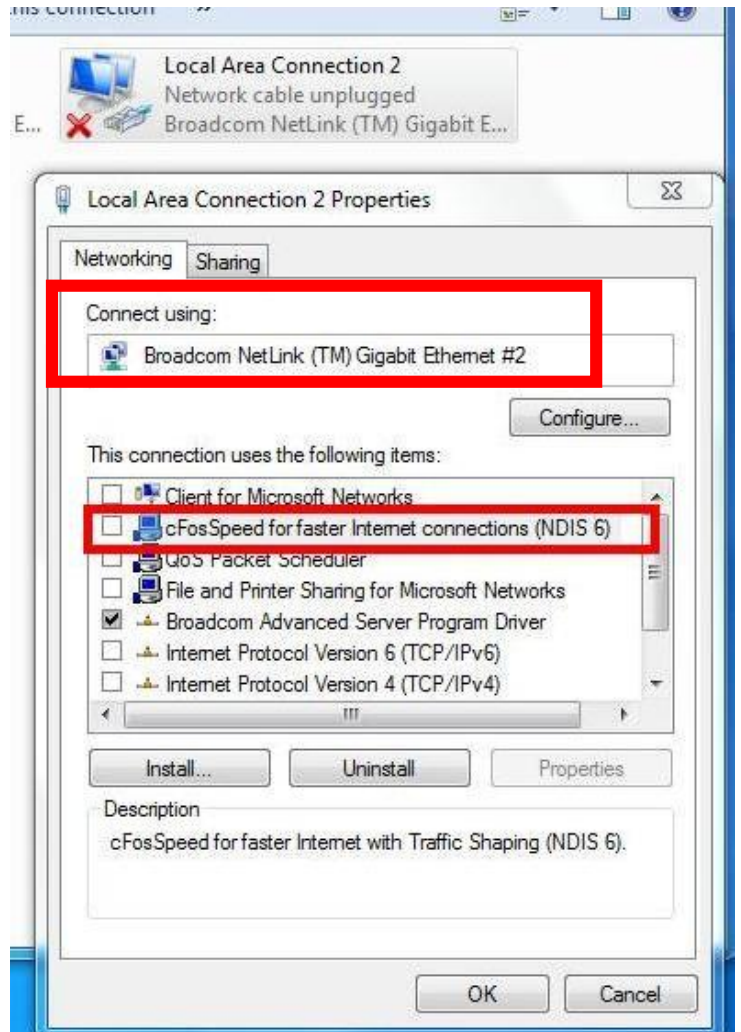 this connection »
Local Area Connection 2
Network cable unplugged
E... Broadcom NetLink (TM) Gigabit E...
Local Area Connection 2 Properties
Networking Sharing
Connect using:
Broadcom NetLink (TM) Gigabit Ethernet #2
Configure...
This connection uses the following items:
Client for Microsoft Networks
cFosSpeed for faster Internet connections (NDIS 6)
QoS Packet Scheduler
File and Printer Sharing for Microsoft Networks
Broadcom Advanced Server Program Driver
Internet Protocol Version 6 (TCP/IPv6)
Internet Protocol Version 4 (TCP/IPv4)
Install... Uninstall Properties
Description
cFosSpeed for faster Internet with Traffic Shaping (NDIS 6).
OK Cancel